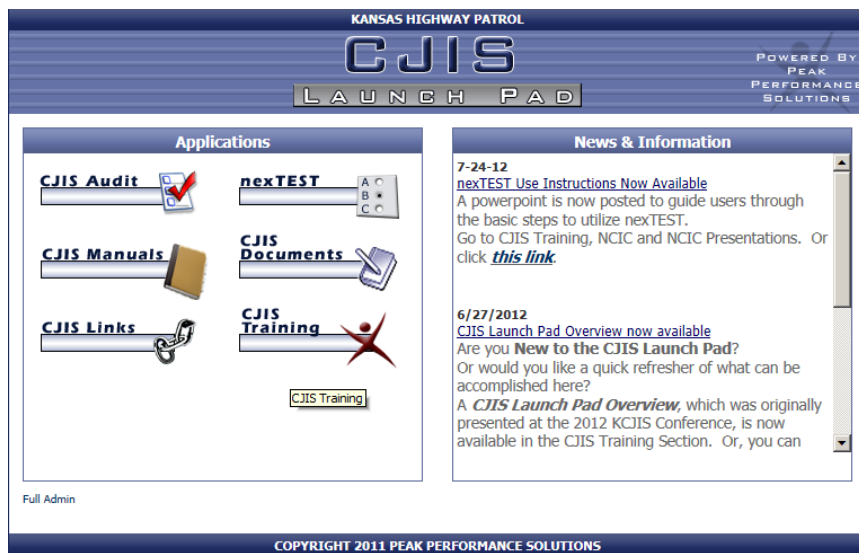 KANSAS HIGHWAY PATROL
CJIS
LAUNCH PAD
POWERED BY
PEAK
PERFORMANCE
SOLUTIONS
Applications
CJIS Audit
nexTEST
A
B
C
CJIS Manuals
CJIS
Documents
CJIS Links
CJIS
Training
CJIS Training
News & Information
7-24-12
nexTEST Use Instructions Now Available
A powerpoint is now posted to guide users through
the basic steps to utilize nexTEST.
Go to CJIS Training, NCIC and NCIC Presentations. Or
click this link.
6/27/2012
CJIS Launch Pad Overview now available
Are you New to the CJIS Launch Pad?
Or would you like a quick refresher of what can be
accomplished here?
A CJIS Launch Pad Overview, which was originally
presented at the 2012 KCJIS Conference, is now
available in the CJIS Training Section. Or, you can
Full Admin
COPYRIGHT 2011 PEAK PERFORMANCE SOLUTIONS